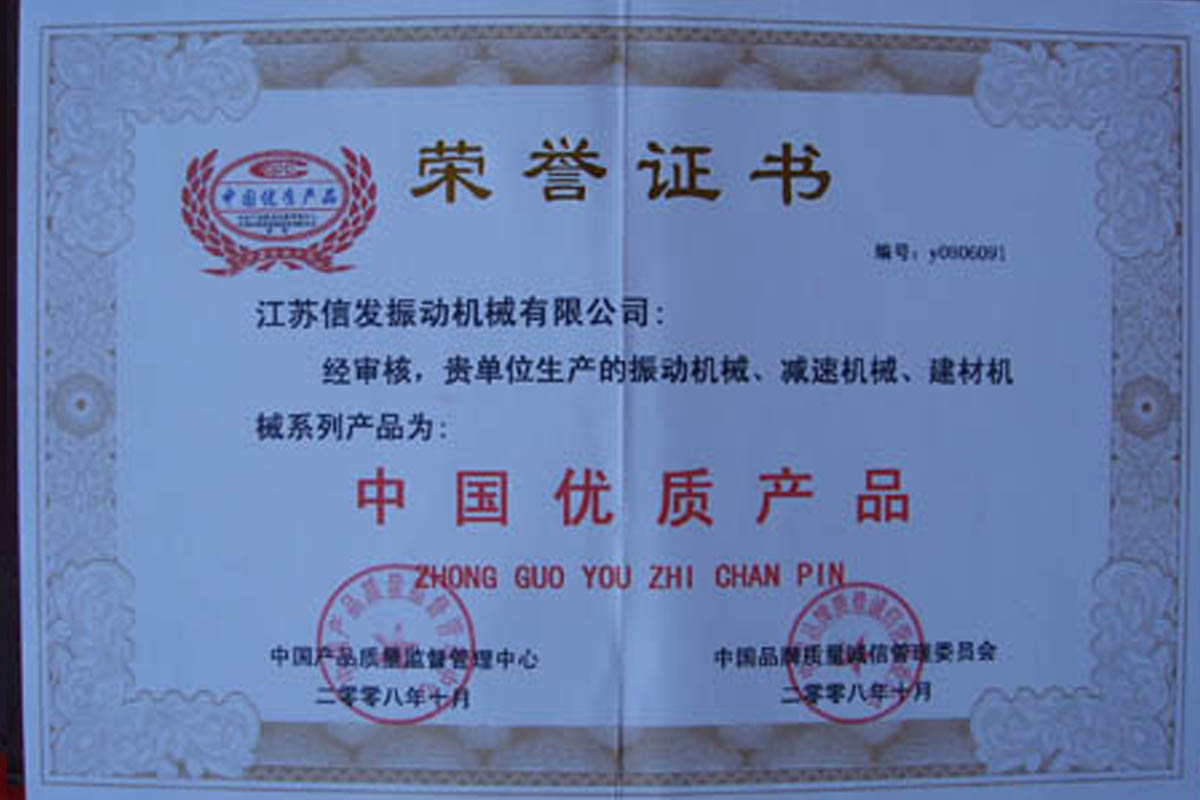 荣誉证书
中国优质产品
编号：y0806091
江苏信发振动机械有限公司：
经审核，贵单位生产的振动机械、减速机械、建材机
械系列产品为：
中国优质产品
ZHONG GUO YOU ZHI CHAN PIN
中国产品质量监督管理中心
二零零八年十月
中国品牌质量诚信管理委员会
二零零八年十月